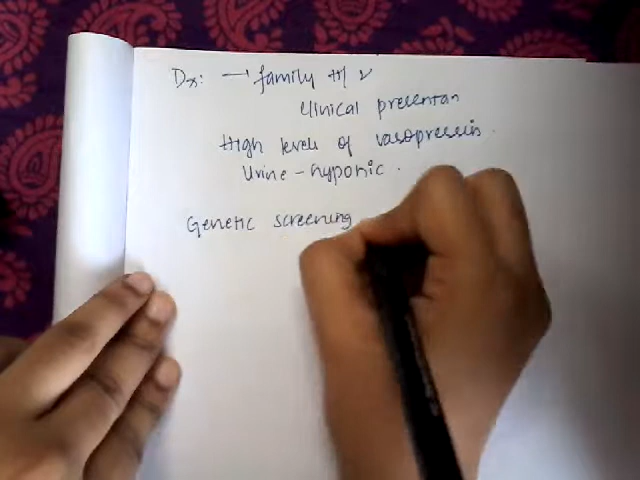 Dx: → family H/o
Clinical presentan
High levels of vasopressin.
Urine - hypotonic.
Genetic screening